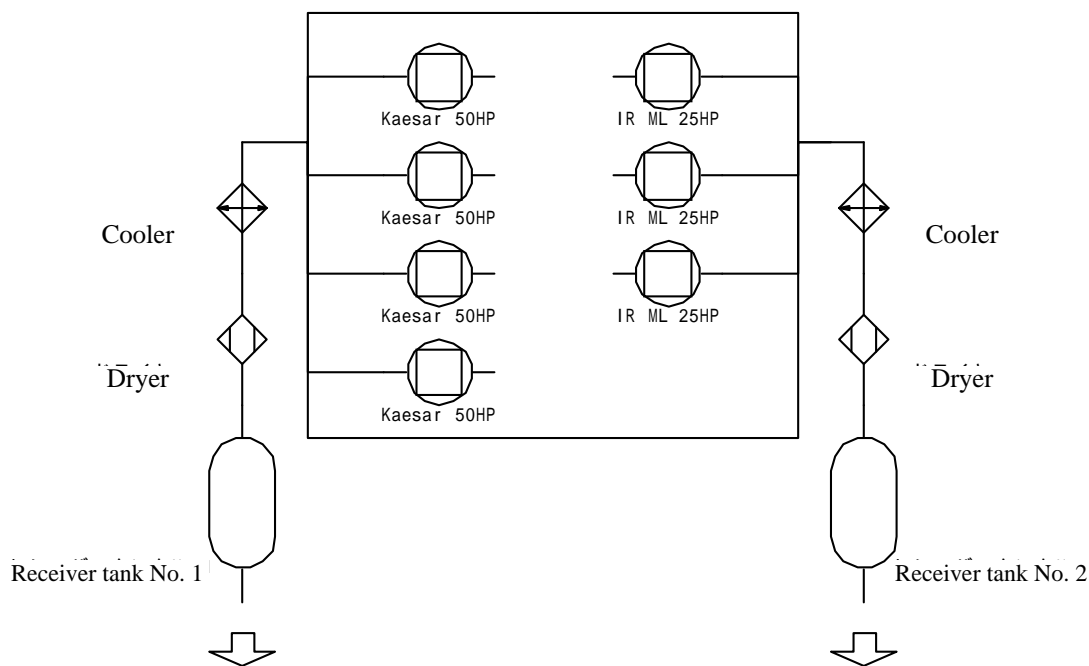 Kaesar 50HP
IR ML 25HP
Kaesar 50HP
IR ML 25HP
Cooler
Cooler
Kaesar 50HP
IR ML 25HP
Dryer
Dryer
Kaesar 50HP
Receiver tank No. 1
Receiver tank No. 2